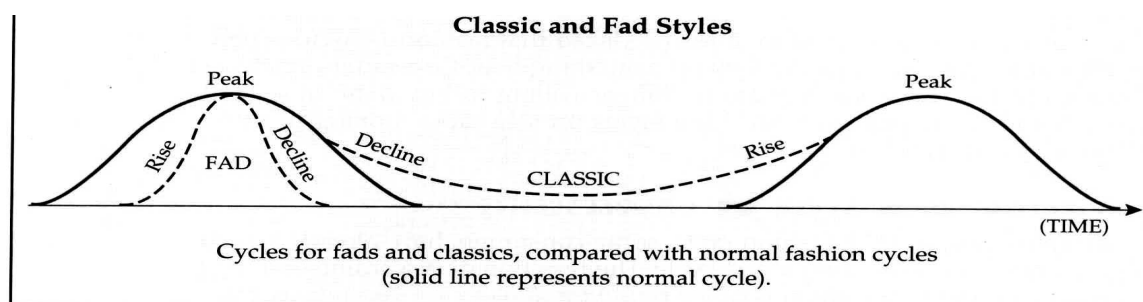 Classic and Fad Styles
Peak
Peak
Rise
FAD
Decline
Decline
CLASSIC
Rise
(TIME)
Cycles for fads and classics, compared with normal fashion cycles
(solid line represents normal cycle).